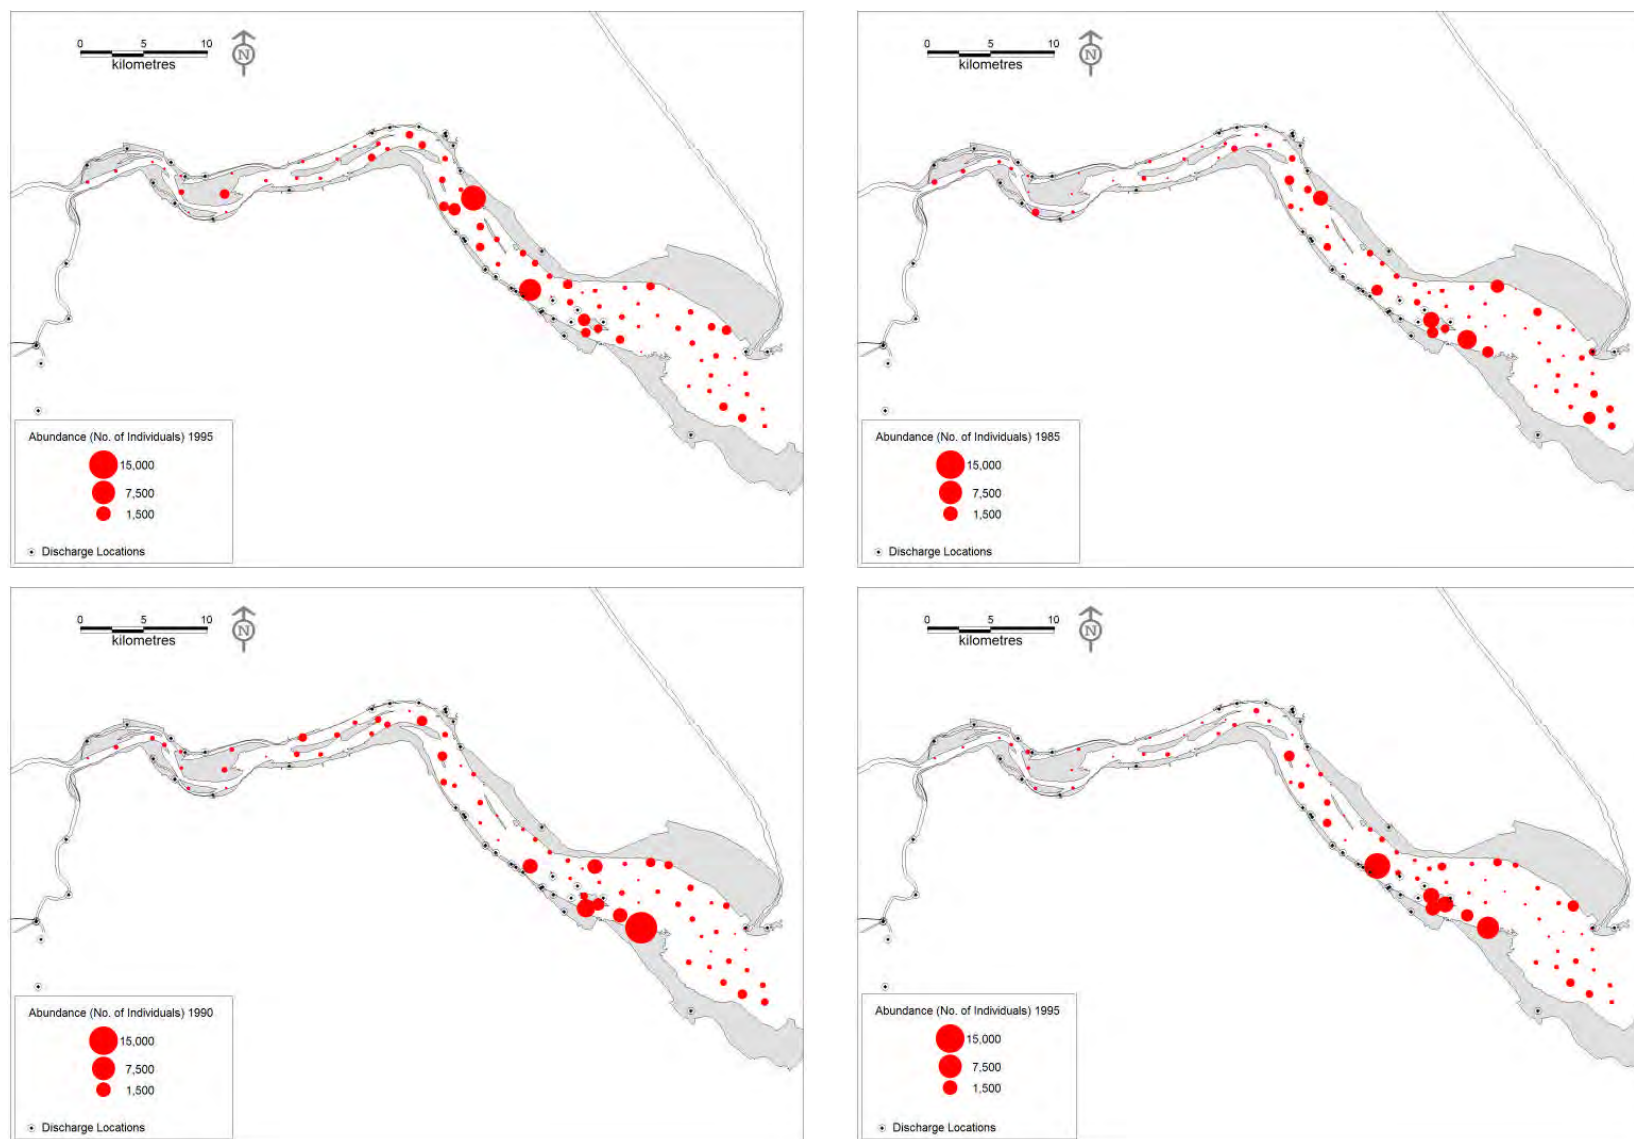 0 5 10
kilometres
N
Abundance (No. of Individuals) 1995
15,000
7,500
1,500
Discharge Locations
0 5 10
kilometres
N
Abundance (No. of Individuals) 1985
15,000
7,500
1,500
Discharge Locations
0 5 10
kilometres
N
Abundance (No. of Individuals) 1990
15,000
7,500
1,500
Discharge Locations
0 5 10
kilometres
N
Abundance (No. of Individuals) 1995
15,000
7,500
1,500
Discharge Locations